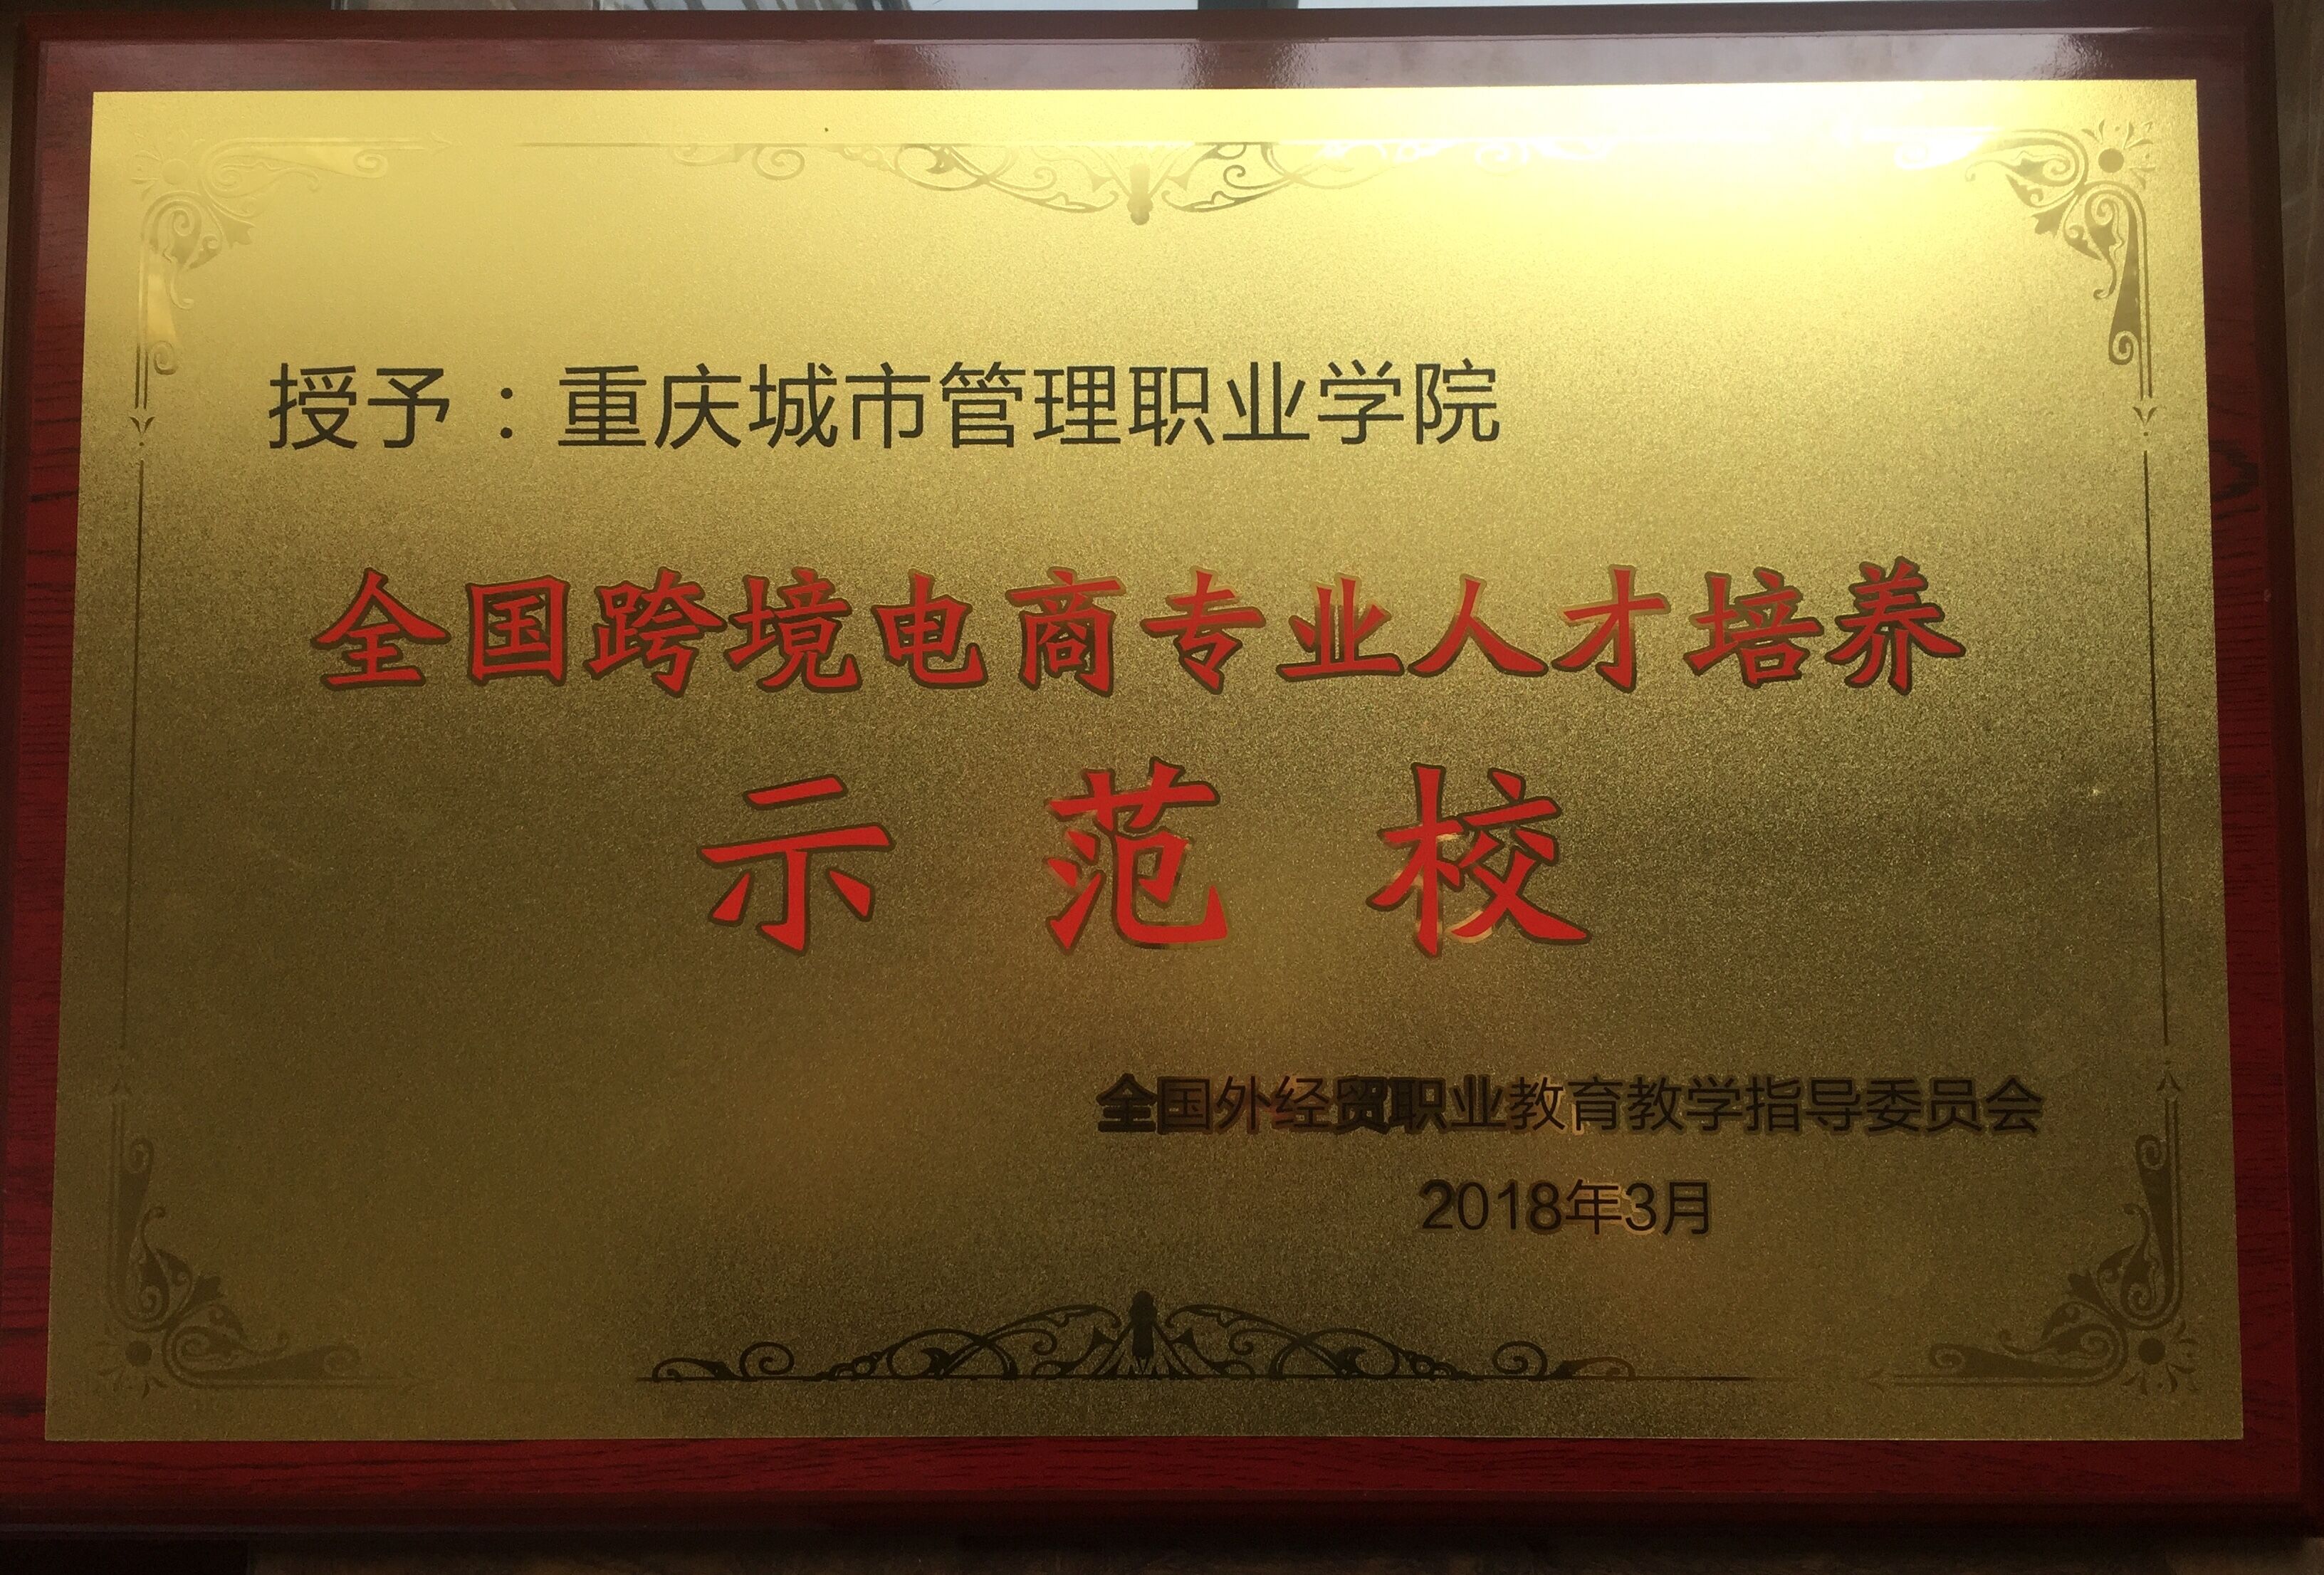 授予：重庆城市管理职业学院
全国跨境电商专业人才培养
示范校
全国外经贸职业教育教学指导委员会
2018年3月